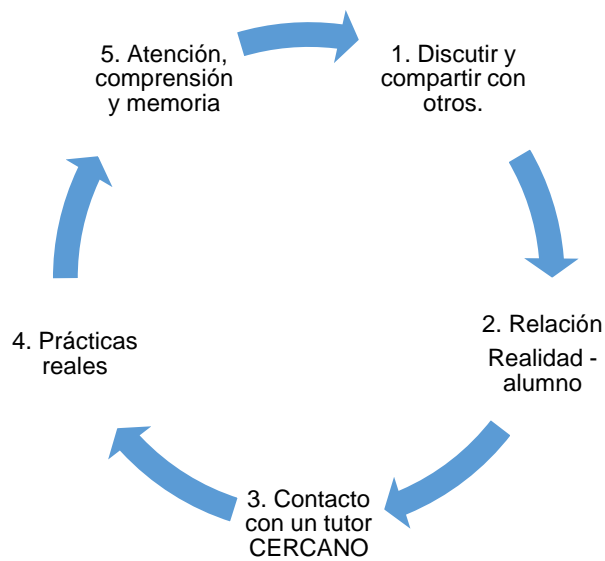 1. Discutir y
compartir con
otros.
2. Relación
Realidad -
alumno
3. Contacto
con un tutor
CERCANO
4. Prácticas
reales
5. Atención,
comprensión
y memoria